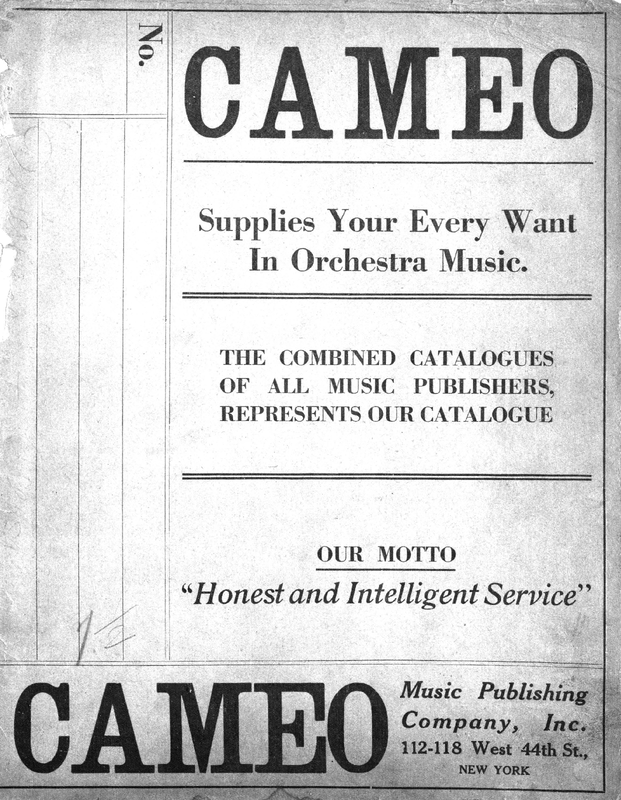 No.
CAMEO
Supplies Your Every Want
In Orchestra Music.
THE COMBINED CATALOGUES
OF ALL MUSIC PUBLISHERS,
REPRESENTS OUR CATALOGUE
OUR MOTTO
“Honest and Intelligent Service”
CAMEO
Music Publishing
Company, Inc.
112-118 West 44th St.,
NEW YORK